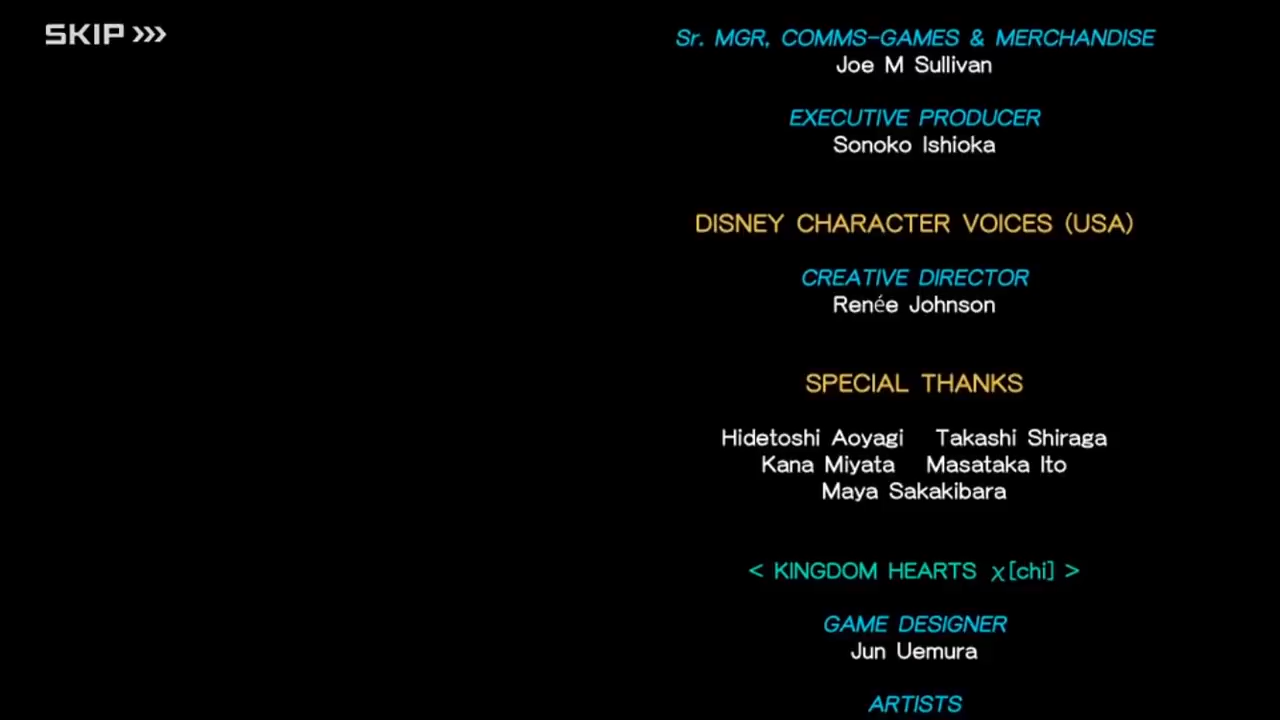 SKIP >>>
Sr. MGR, COMMS-GAMES & MERCHANDISE
Joe M Sullivan
EXECUTIVE PRODUCER
Sonoko Ishioka
DISNEY CHARACTER VOICES (USA)
CREATIVE DIRECTOR
Renée Johnson
SPECIAL THANKS
Hidetoshi Aoyagi Takashi Shiraga
Kana Miyata Masataka Ito
Maya Sakakibara
< KINGDOM HEARTS χ[chi] >
GAME DESIGNER
Jun Uemura
ARTISTS